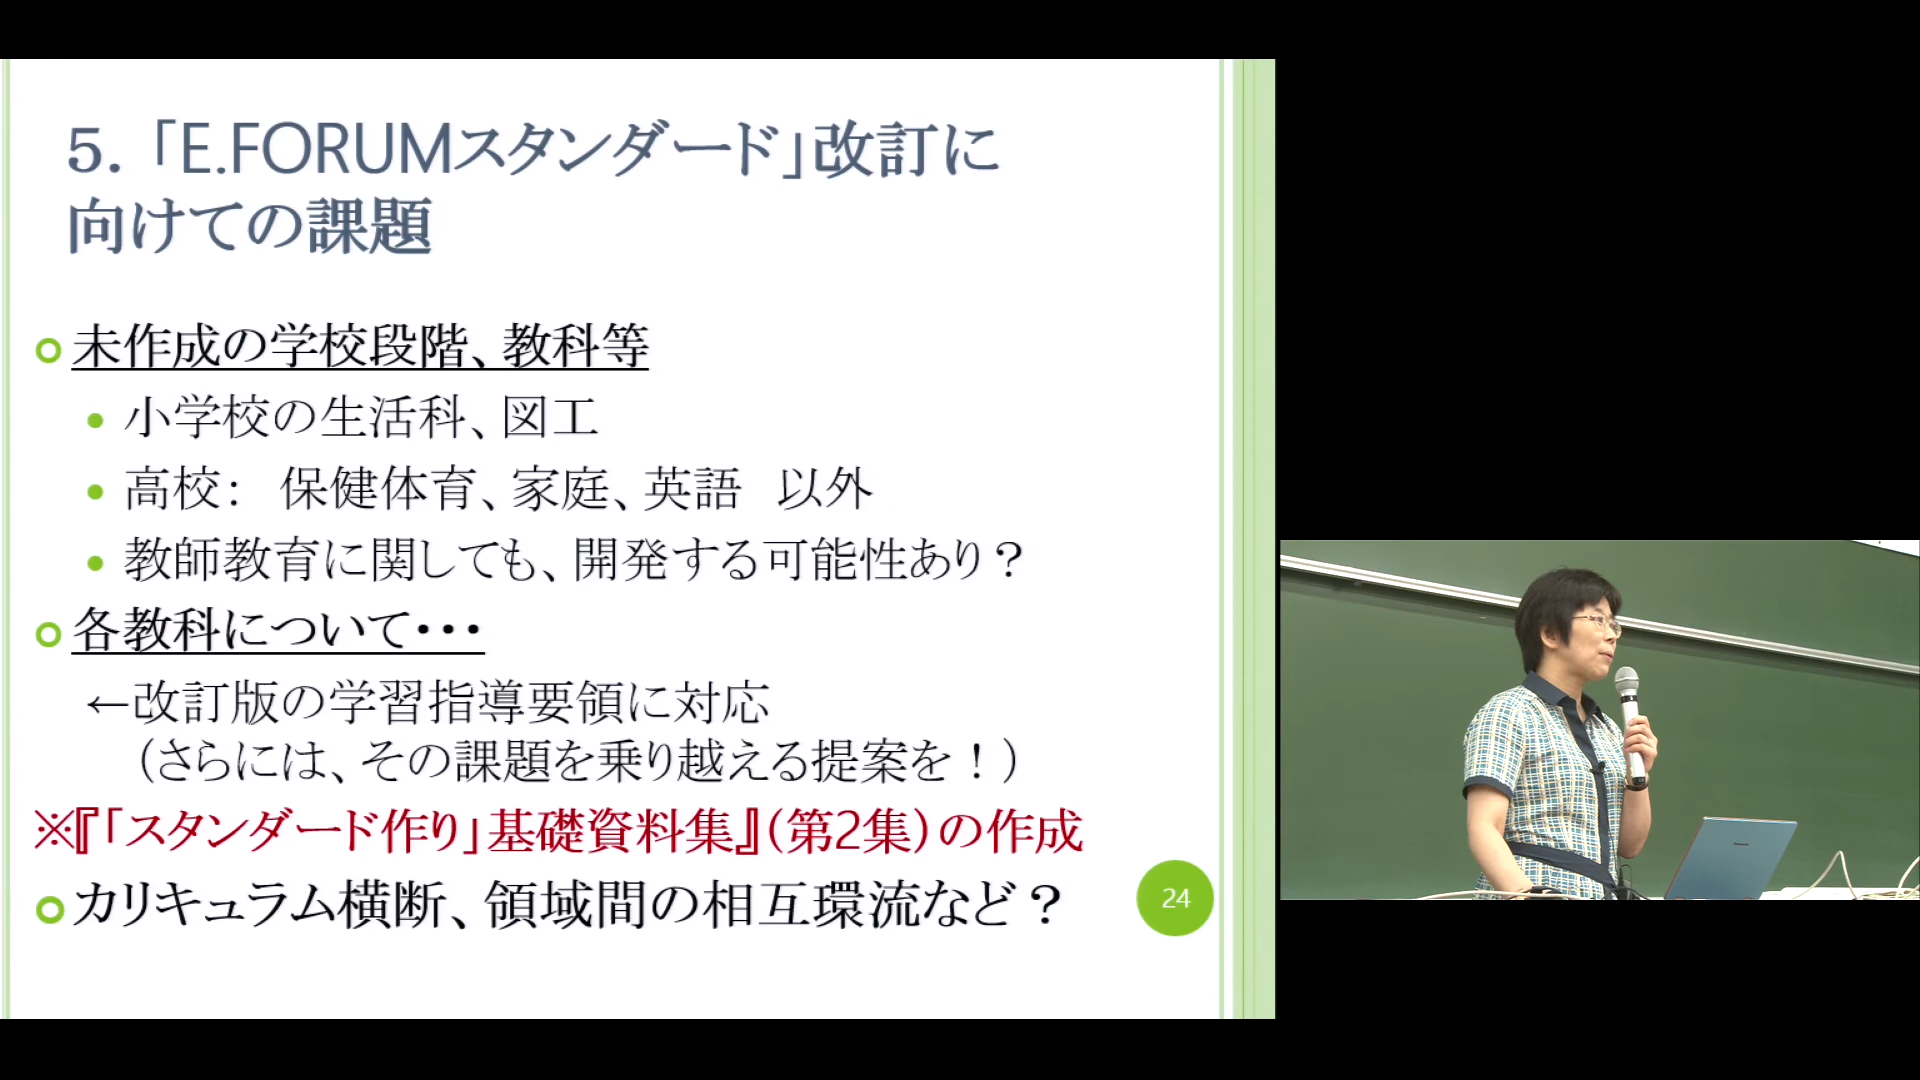 ５．「E.FORUMスタンダード」改訂に
向けての課題
未作成の学校段階、教科等
小学校の生活科、図工
高校：　保健体育、家庭、英語　以外
教師教育に関しても、開発する可能性あり？
各教科について・・・
←改訂版の学習指導要領に対応
（さらには、その課題を乗り越える提案を！）
※『「スタンダード作り」基礎資料集』（第2集）の作成
カリキュラム横断、領域間の相互環流など？
24